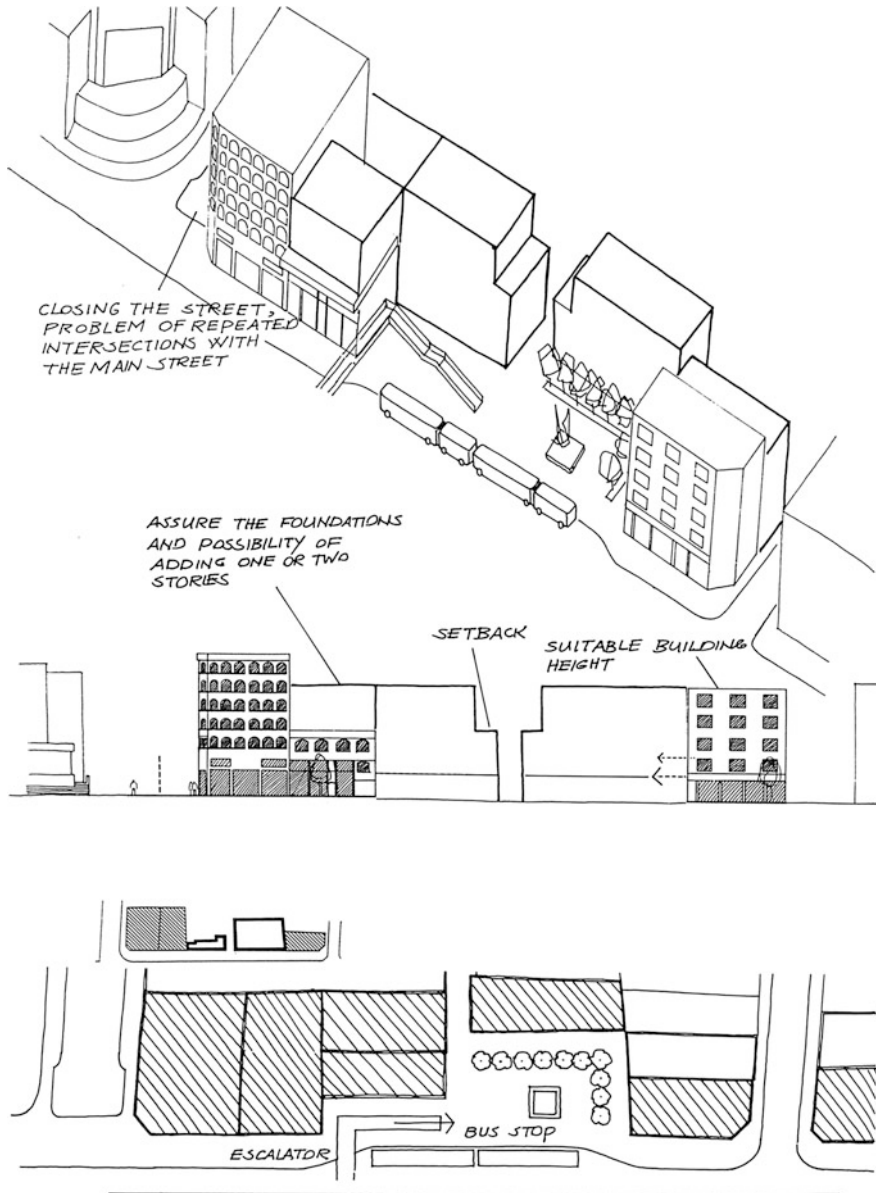 CLOSING THE STREET,
PROBLEM OF REPEATED
INTERSECTIONS WITH
THE MAIN STREET
ASSURE THE FOUNDATIONS
AND POSSIBILITY OF
ADDING ONE OR TWO
STORIES
SETBACK
SUITABLE BUILDING
HEIGHT
ESCALATOR
BUS STOP